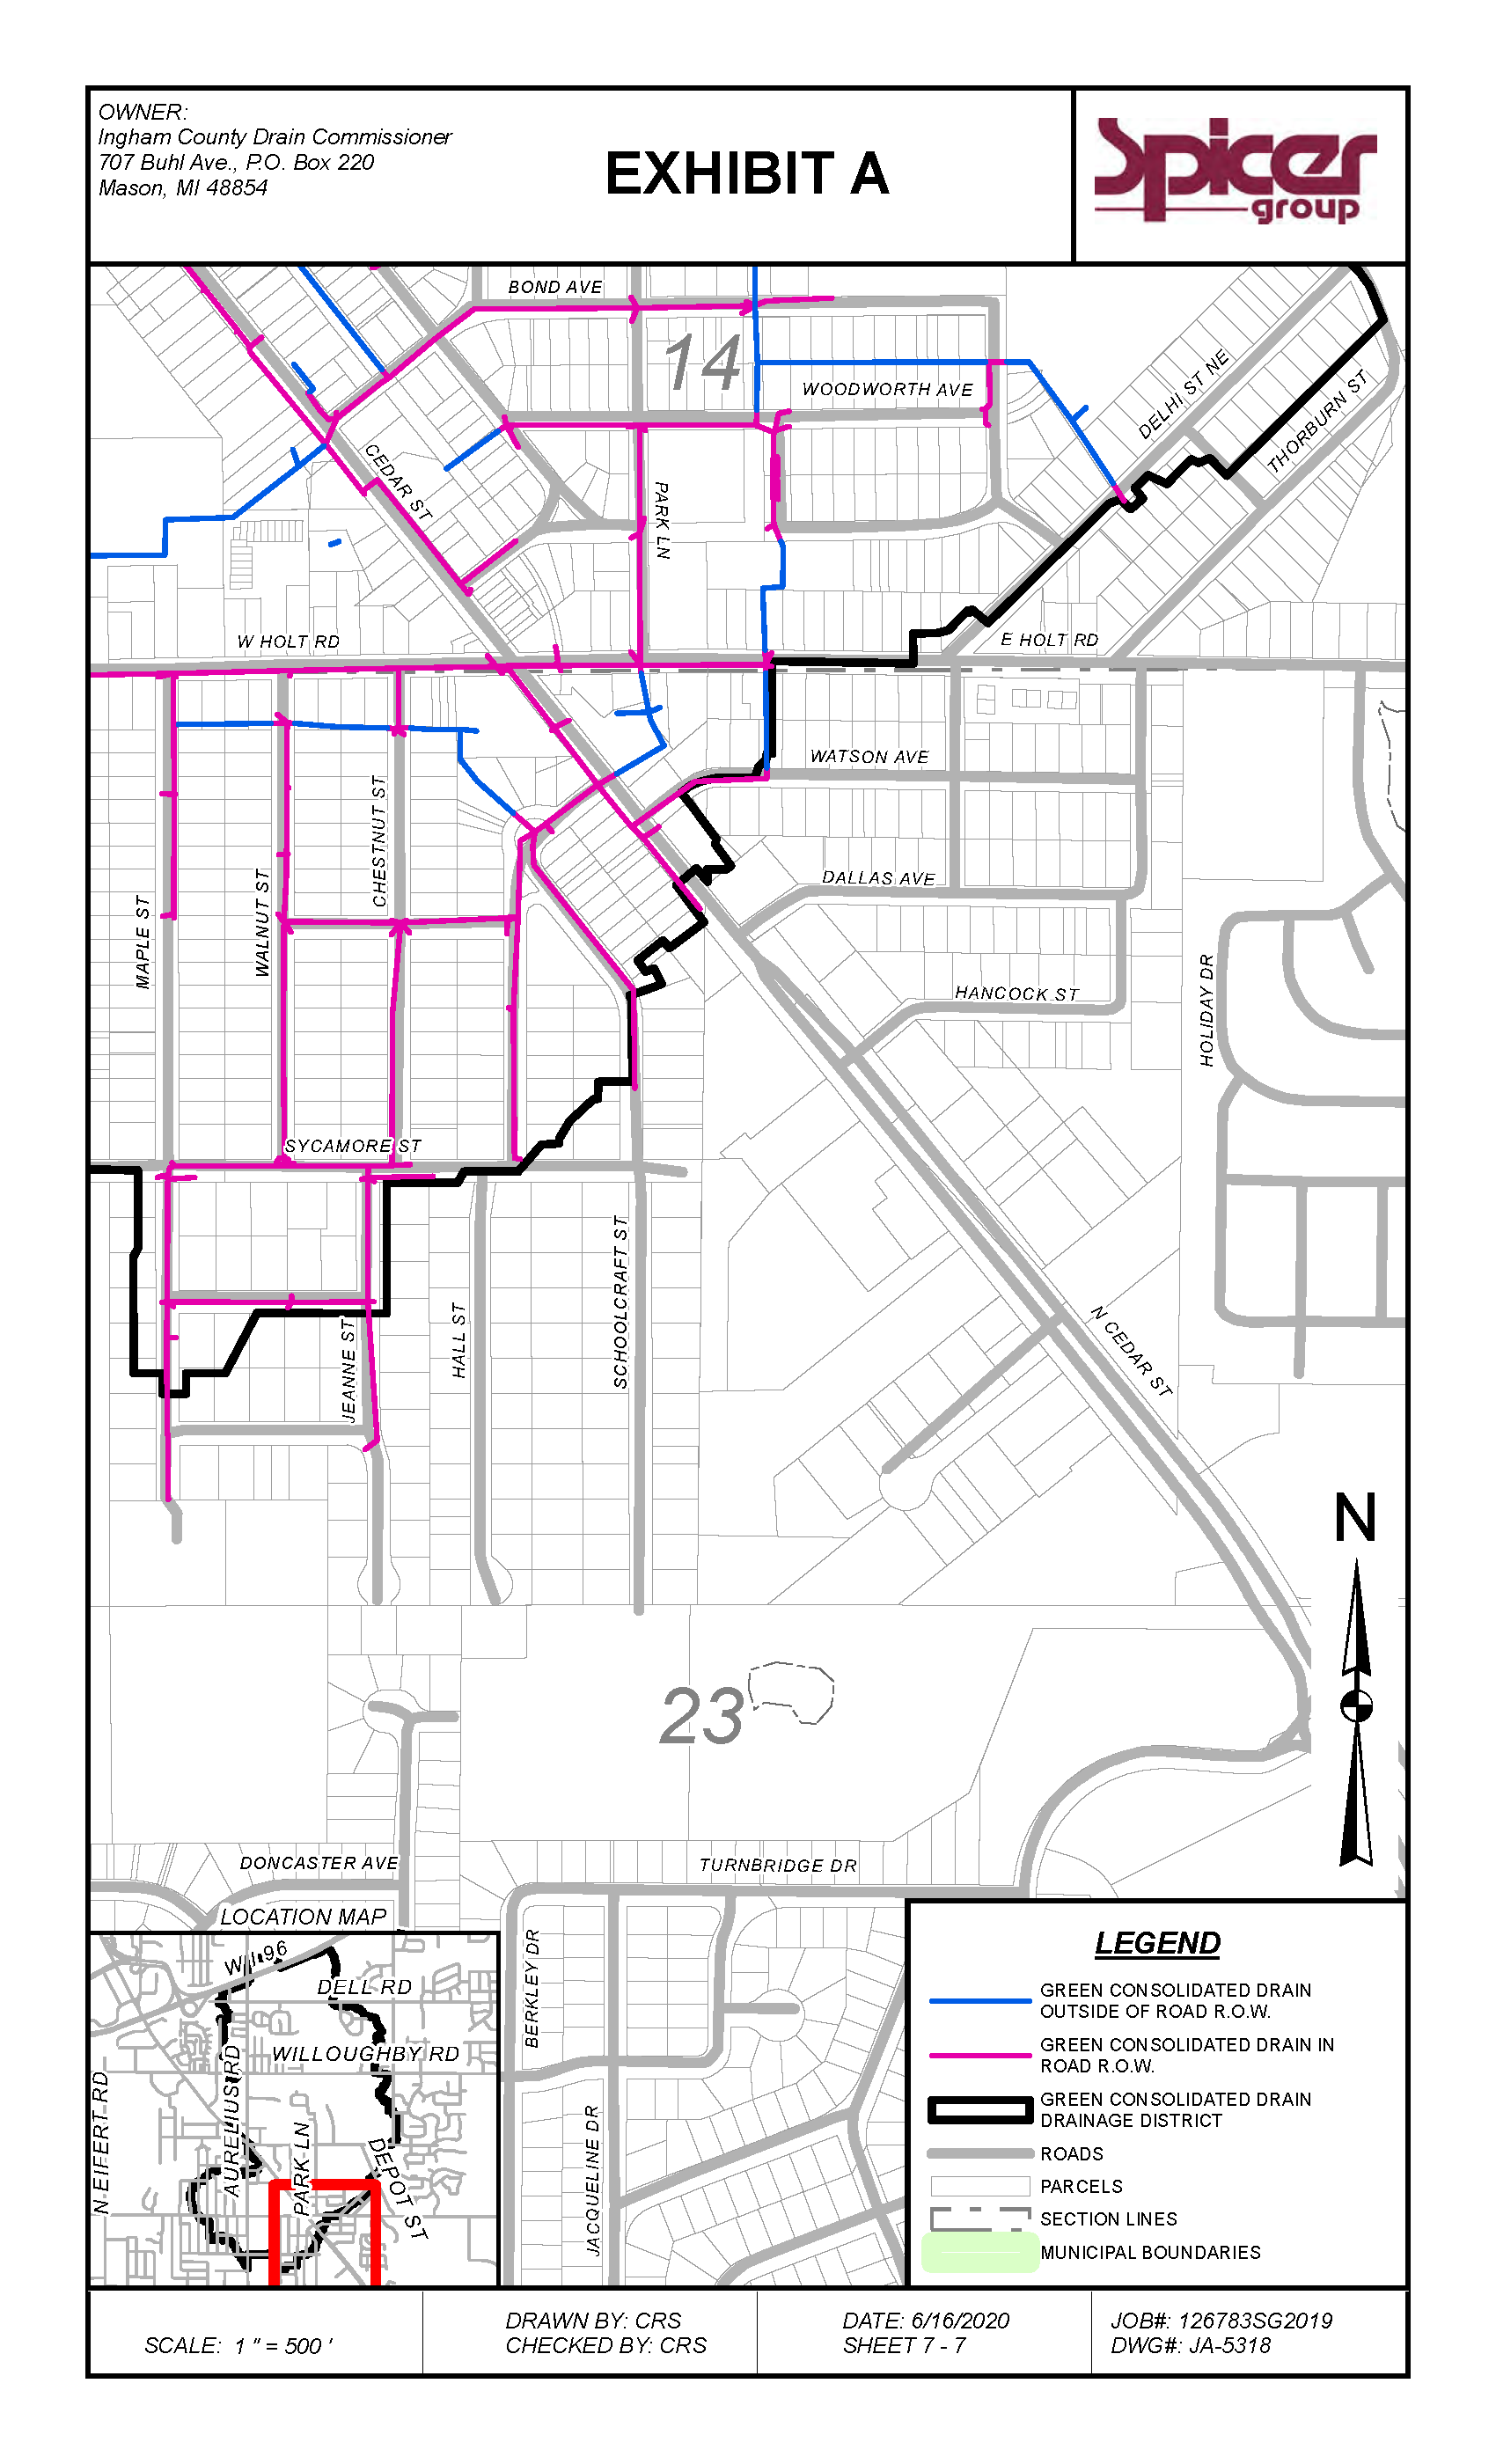 OWNER:
Ingham County Drain Commissioner
707 Buhl Ave., P.O. Box 220
Mason, MI 48854
EXHIBIT A
Spicer
group
BOND AVE
14
WOODWORTH AVE
DELHI ST NE
THORBURN ST
CEDAR ST
PARK LN
W HOLT RD
E HOLT RD
WATSON AVE
CHESTNUT ST
DALLAS AVE
WALNUT ST
MAPLE ST
HANCOCK ST
HOLIDAY DR
SYCAMORE ST
SCHOOLCRAFT ST
HALL ST
JEANNE ST
N CEDAR ST
N
23
DONCASTER AVE
TURNBRIDGE DR
BERKLEY DR
JACQUELINE DR
LOCATION MAP
DELL RD
WILLOUGHBY RD
AURELIUS RD
N EIFERT RD
PARK LN
DEPOT ST
LEGEND
GREEN CONSOLIDATED DRAIN
OUTSIDE OF ROAD R.O.W.
GREEN CONSOLIDATED DRAIN IN
ROAD R.O.W.
GREEN CONSOLIDATED DRAIN
DRAINAGE DISTRICT
ROADS
PARCELS
SECTION LINES
MUNICIPAL BOUNDARIES
SCALE: 1 " = 500 '
DRAWN BY: CRS
CHECKED BY: CRS
DATE: 6/16/2020
SHEET 7 - 7
JOB#: 126783SG2019
DWG#: JA-5318